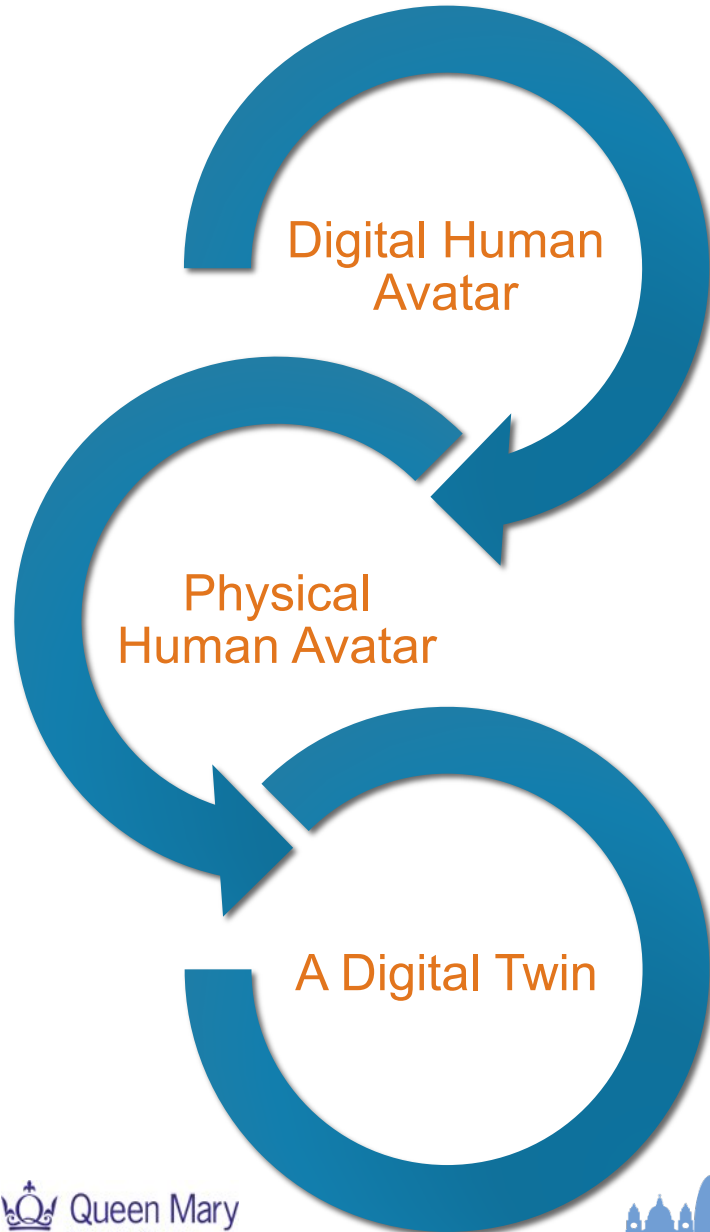 Digital Human
Avatar
Physical
Human Avatar
A Digital Twin
Queen Mary